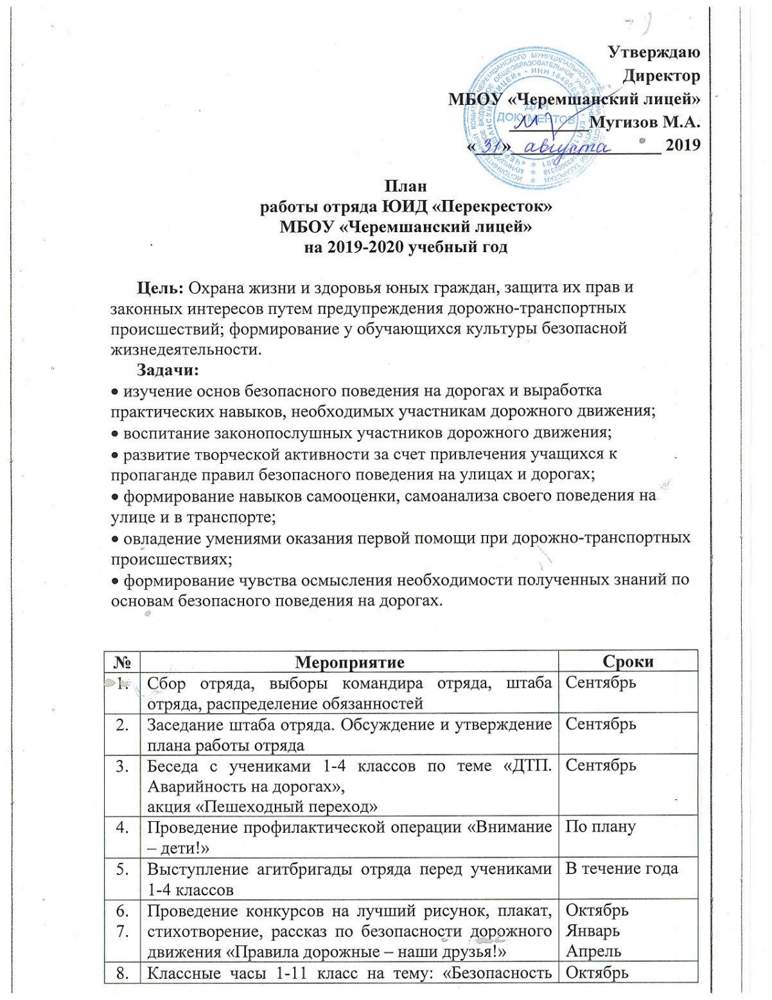 Утверждаю
Директор
МБОУ «Черемшанский лицей»
Мугизов М.А.
«31» августа 2019
ДЛЯ
ДОКУМЕНТОВ
План
работы отряда ЮИД «Перекресток»
МБОУ «Черемшанский лицей»
на 2019-2020 учебный год
Цель: Охрана жизни и здоровья юных граждан, защита их прав и
законных интересов путем предупреждения дорожно-транспортных
происшествий; формирование у обучающихся культуры безопасной
жизнедеятельности.
Задачи:
• изучение основ безопасного поведения на дорогах и выработка
практических навыков, необходимых участникам дорожного движения;
• воспитание законопослушных участников дорожного движения;
• развитие творческой активности за счет привлечения учащихся к
пропаганде правил безопасного поведения на улицах и дорогах;
• формирование навыков самооценки, самоанализа своего поведения на
улице и в транспорте;
• овладение умениями оказания первой помощи при дорожно-транспортных
происшествиях;
• формирование чувства осмысления необходимости полученных знаний по
основам безопасного поведения на дорогах.
№ Мероприятие Сроки
1. Сбор отряда, выборы командира отряда, штаба Сентябрь
отряда, распределение обязанностей
2. Заседание штаба отряда. Обсуждение и утверждение Сентябрь
плана работы отряда
3. Беседа с учениками 1-4 классов по теме «ДТП. Сентябрь
Аварийность на дорогах»,
акция «Пешеходный переход»
4. Проведение профилактической операции «Внимание По плану
– дети!»
5. Выступление агитбригады отряда перед учениками В течение года
1-4 классов
6. Проведение конкурсов на лучший рисунок, плакат, Октябрь
7. стихотворение, рассказ по безопасности дорожного Январь
движения «Правила дорожные – наши друзья!» Апрель
8. Классные часы 1-11 класс на тему: «Безопасность Октябрь